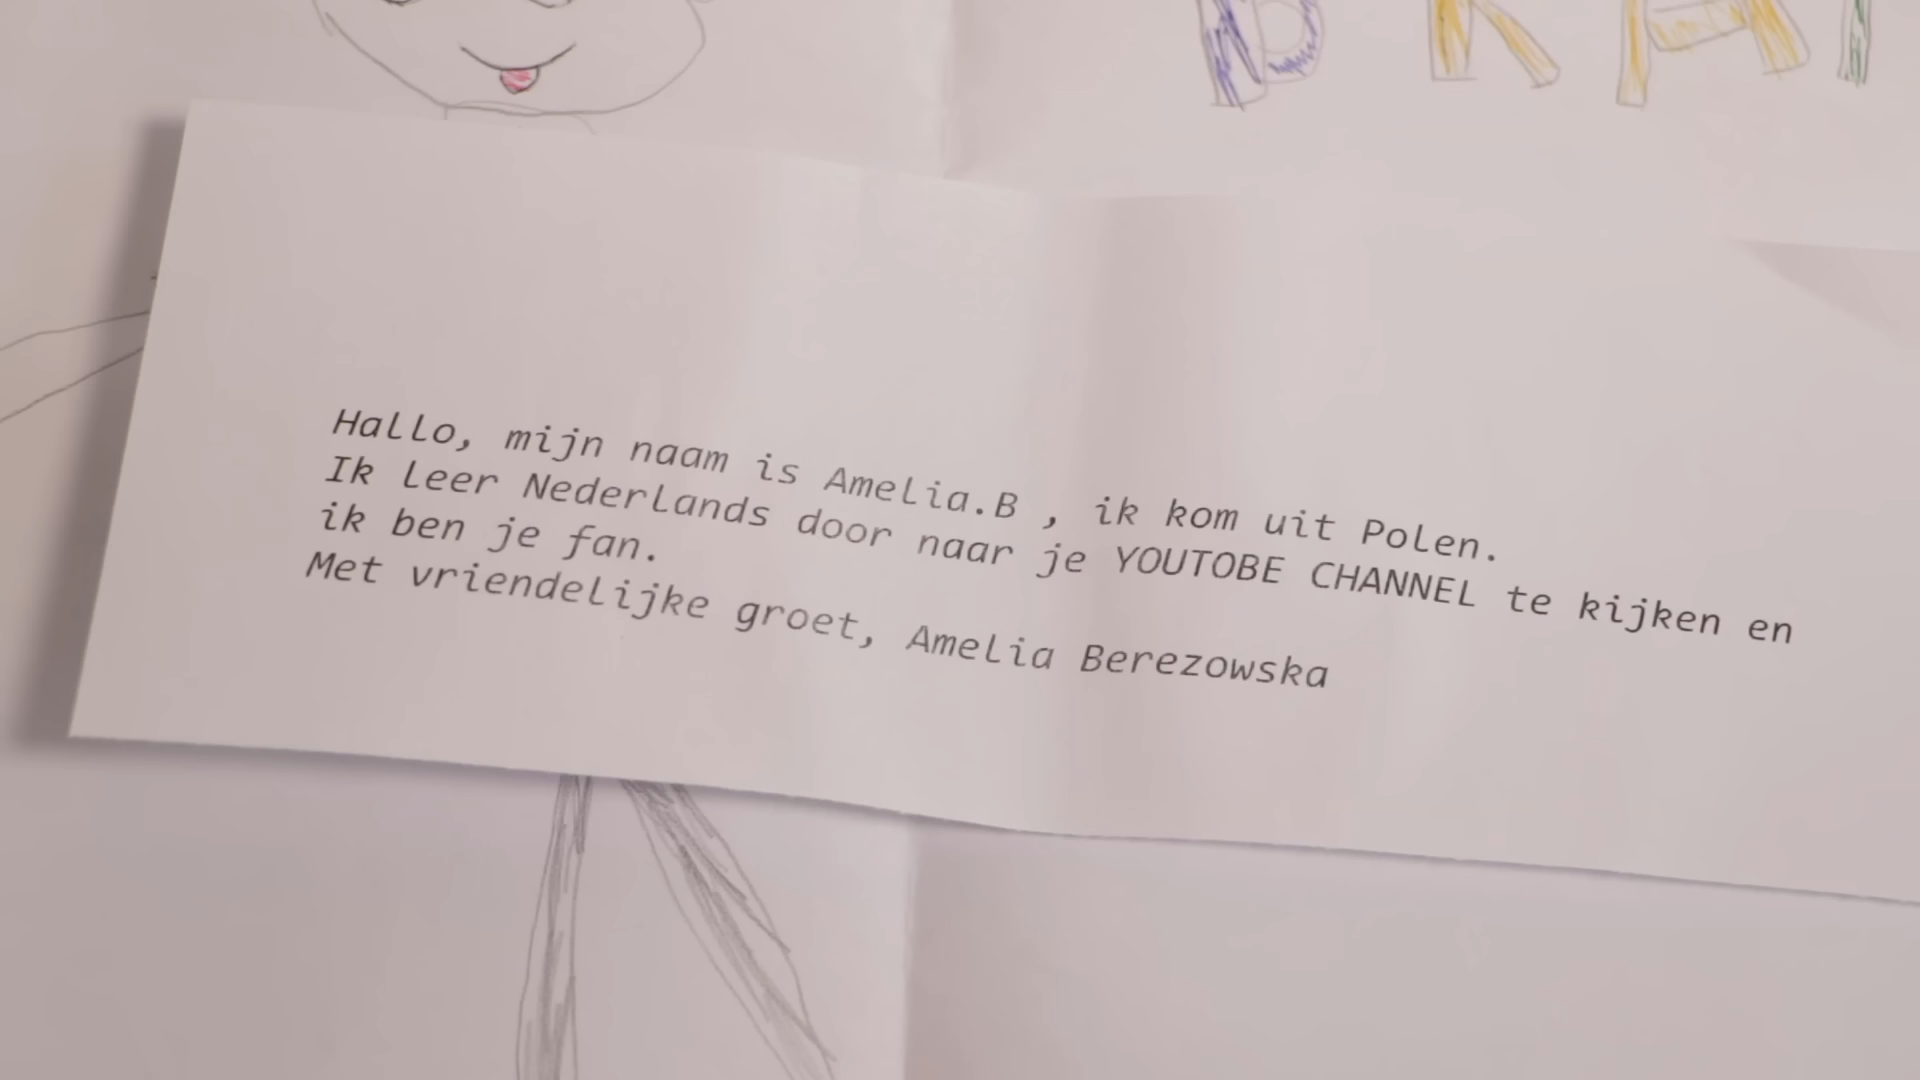 Hallo, mijn naam is Amelia.B , ik kom uit Polen.
Ik leer Nederlands door naar je YOUTOBE CHANNEL te kijken en
ik ben je fan.
Met vriendelijke groet, Amelia Berezowska